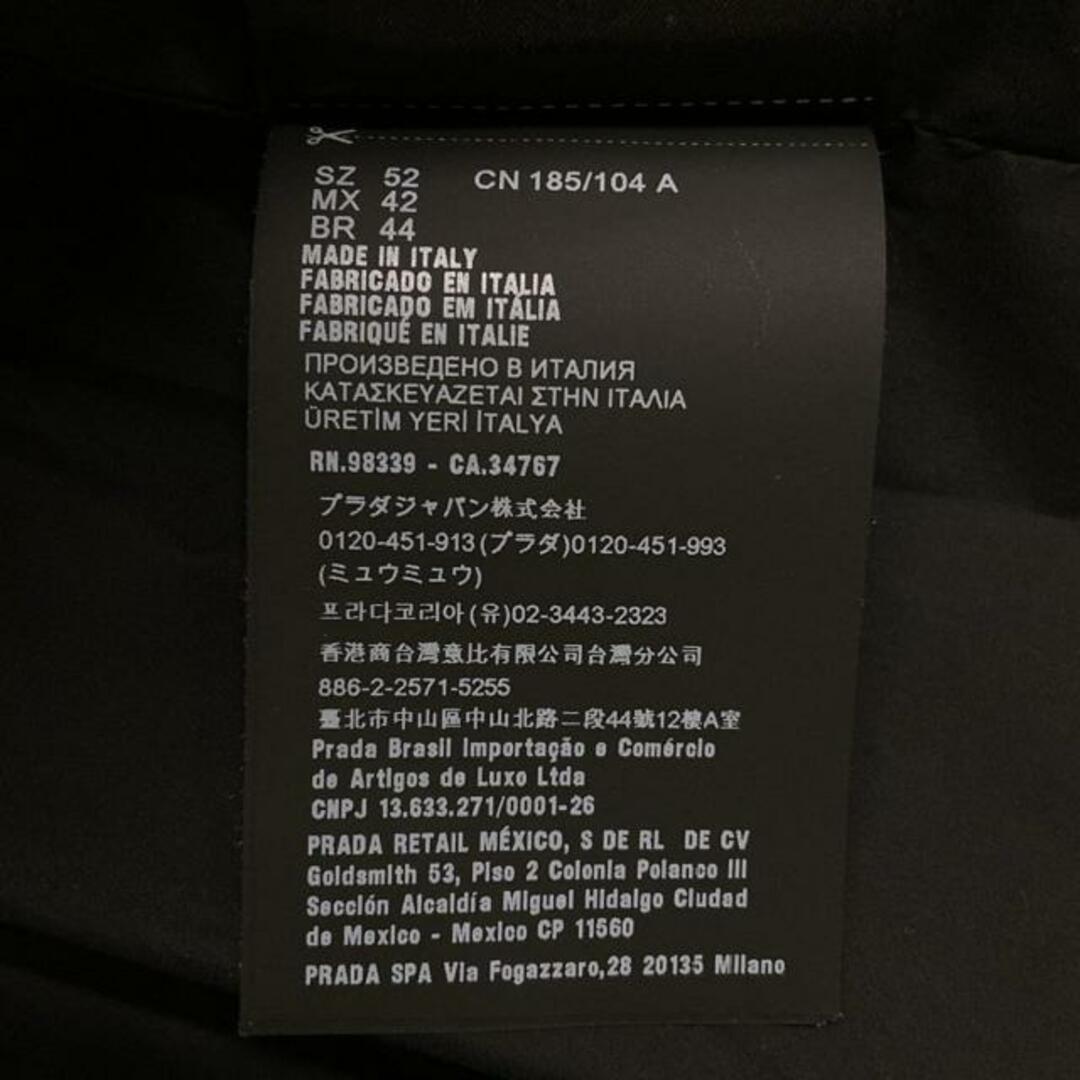 SZ 52 CN 185/104 A
MX 42
BR 44
MADE IN ITALY
FABRICADO EN ITALIA
FABRICADO EM ITÁLIA
FABRIQUÉ EN ITALIE
ПРОИЗВЕДЕНО В ИТАЛИЯ
ΚΑΤΑΣΚΕΥΑΖΕΤΑΙ ΣΤΗΝ ΙΤΑΛΙΑ
ÜRETİM YERİ İTALYA
RN.98339 - CA.34767
プラダジャパン株式会社
0120-451-913(プラダ)0120-451-993
(ミュウミュウ)
프라다코리아(유)02-3443-2323
香港商台灣意比有限公司台灣分公司
886-2-2571-5255
臺北市中山區中山北路二段44號12樓A室
Prada Brasil Importação e Comércio
de Artigos de Luxo Ltda
CNPJ 13.633.271/0001-26
PRADA RETAIL MÉXICO, S DE RL DE CV
Goldsmith 53, Piso 2 Colonia Polanco III
Sección Alcaldía Miguel Hidalgo Ciudad
de Mexico - Mexico CP 11560
PRADA SPA Via Fogazzaro,28 20135 Milano